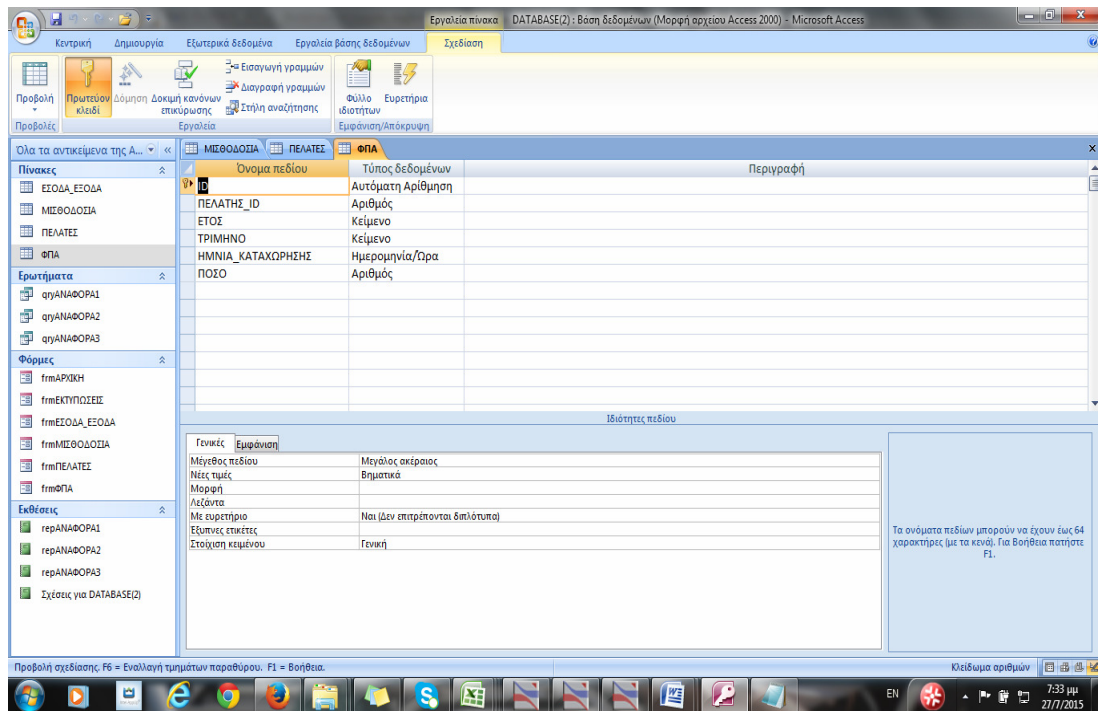 Εργαλεία πίνακα DATABASE(2) : Βάση δεδομένων (Μορφή αρχείου Access 2000) - Microsoft Access
Κεντρική Δημιουργία Εξωτερικά δεδομένα Εργαλεία βάσης δεδομένων Σχεδίαση
Προβολή
Πρωτεύον κλειδί
Δόμηση
Δοκιμή κανόνων επικύρωσης
Εισαγωγή γραμμών
Διαγραφή γραμμών
Στήλη αναζήτησης
Φύλλο ιδιοτήτων
Ευρετήρια
Προβολές Εργαλεία Εμφάνιση/Απόκρυψη
Όλα τα αντικείμενα της A...
ΜΙΣΘΟΔΟΣΙΑ ΠΕΛΑΤΕΣ ΦΠΑ
Πίνακες
ΕΣΟΔΑ_ΕΞΟΔΑ
ΜΙΣΘΟΔΟΣΙΑ
ΠΕΛΑΤΕΣ
ΦΠΑ
Ερωτήματα
qryΑΝΑΦΟΡΑ1
qryΑΝΑΦΟΡΑ2
qryΑΝΑΦΟΡΑ3
Φόρμες
frmΑΡΧΙΚΗ
frmΕΚΤΥΠΩΣΕΙΣ
frmΕΣΟΔΑ_ΕΞΟΔΑ
frmΜΙΣΘΟΔΟΣΙΑ
frmΠΕΛΑΤΕΣ
frmΦΠΑ
Εκθέσεις
repΑΝΑΦΟΡΑ1
repΑΝΑΦΟΡΑ2
repΑΝΑΦΟΡΑ3
Σχέσεις για DATABASE(2)
Όνομα πεδίου Τύπος δεδομένων Περιγραφή
ID Αυτόματη Αρίθμηση
ΠΕΛΑΤΗΣ_ID Αριθμός
ΕΤΟΣ Κείμενο
ΤΡΙΜΗΝΟ Κείμενο
ΗΜΝΙΑ_ΚΑΤΑΧΩΡΗΣΗΣ Ημερομηνία/Ώρα
ΠΟΣΟ Αριθμός
Ιδιότητες πεδίου
Γενικές Εμφάνιση
Μέγεθος πεδίου Μεγάλος ακέραιος
Νέες τιμές Βηματικά
Μορφή
Λεζάντα
Με ευρετήριο Ναι (Δεν επιτρέπονται διπλότυπα)
Έξυπνες ετικέτες
Στοίχιση κειμένου Γενική
Τα ονόματα πεδίων μπορούν να έχουν έως 64
χαρακτήρες (με τα κενά). Για Βοήθεια πατήστε
F1.
Προβολή σχεδίασης. F6 = Εναλλαγή τμημάτων παραθύρου. F1 = Βοήθεια. Κλείδωμα αριθμών
EN 7:33 μμ
27/7/2015